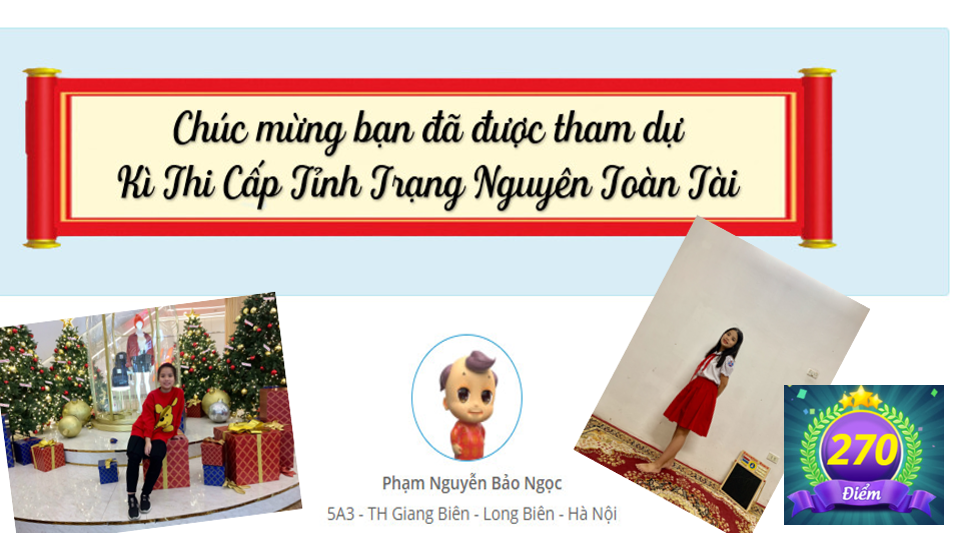 Chúc mừng bạn đã được tham dự
Kì Thi Cấp Tỉnh Trạng Nguyên Toàn Tài
Phạm Nguyễn Bảo Ngọc
5A3 - TH Giang Biên - Long Biên - Hà Nội
270
Điểm